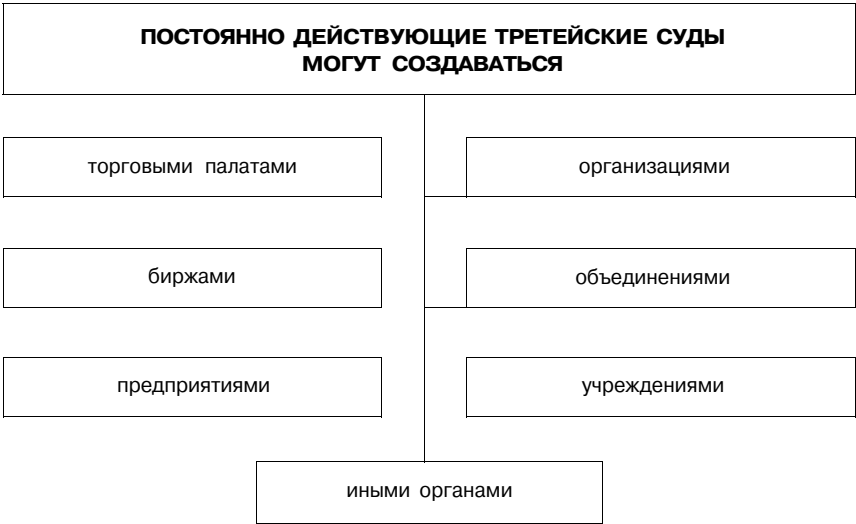 ПОСТОЯННО ДЕЙСТВУЮЩИЕ ТРЕТЕЙСКИЕ СУДЫ
МОГУТ СОЗДАВАТЬСЯ
торговыми палатами
организациями
биржами
объединениями
предприятиями
учреждениями
иными органами